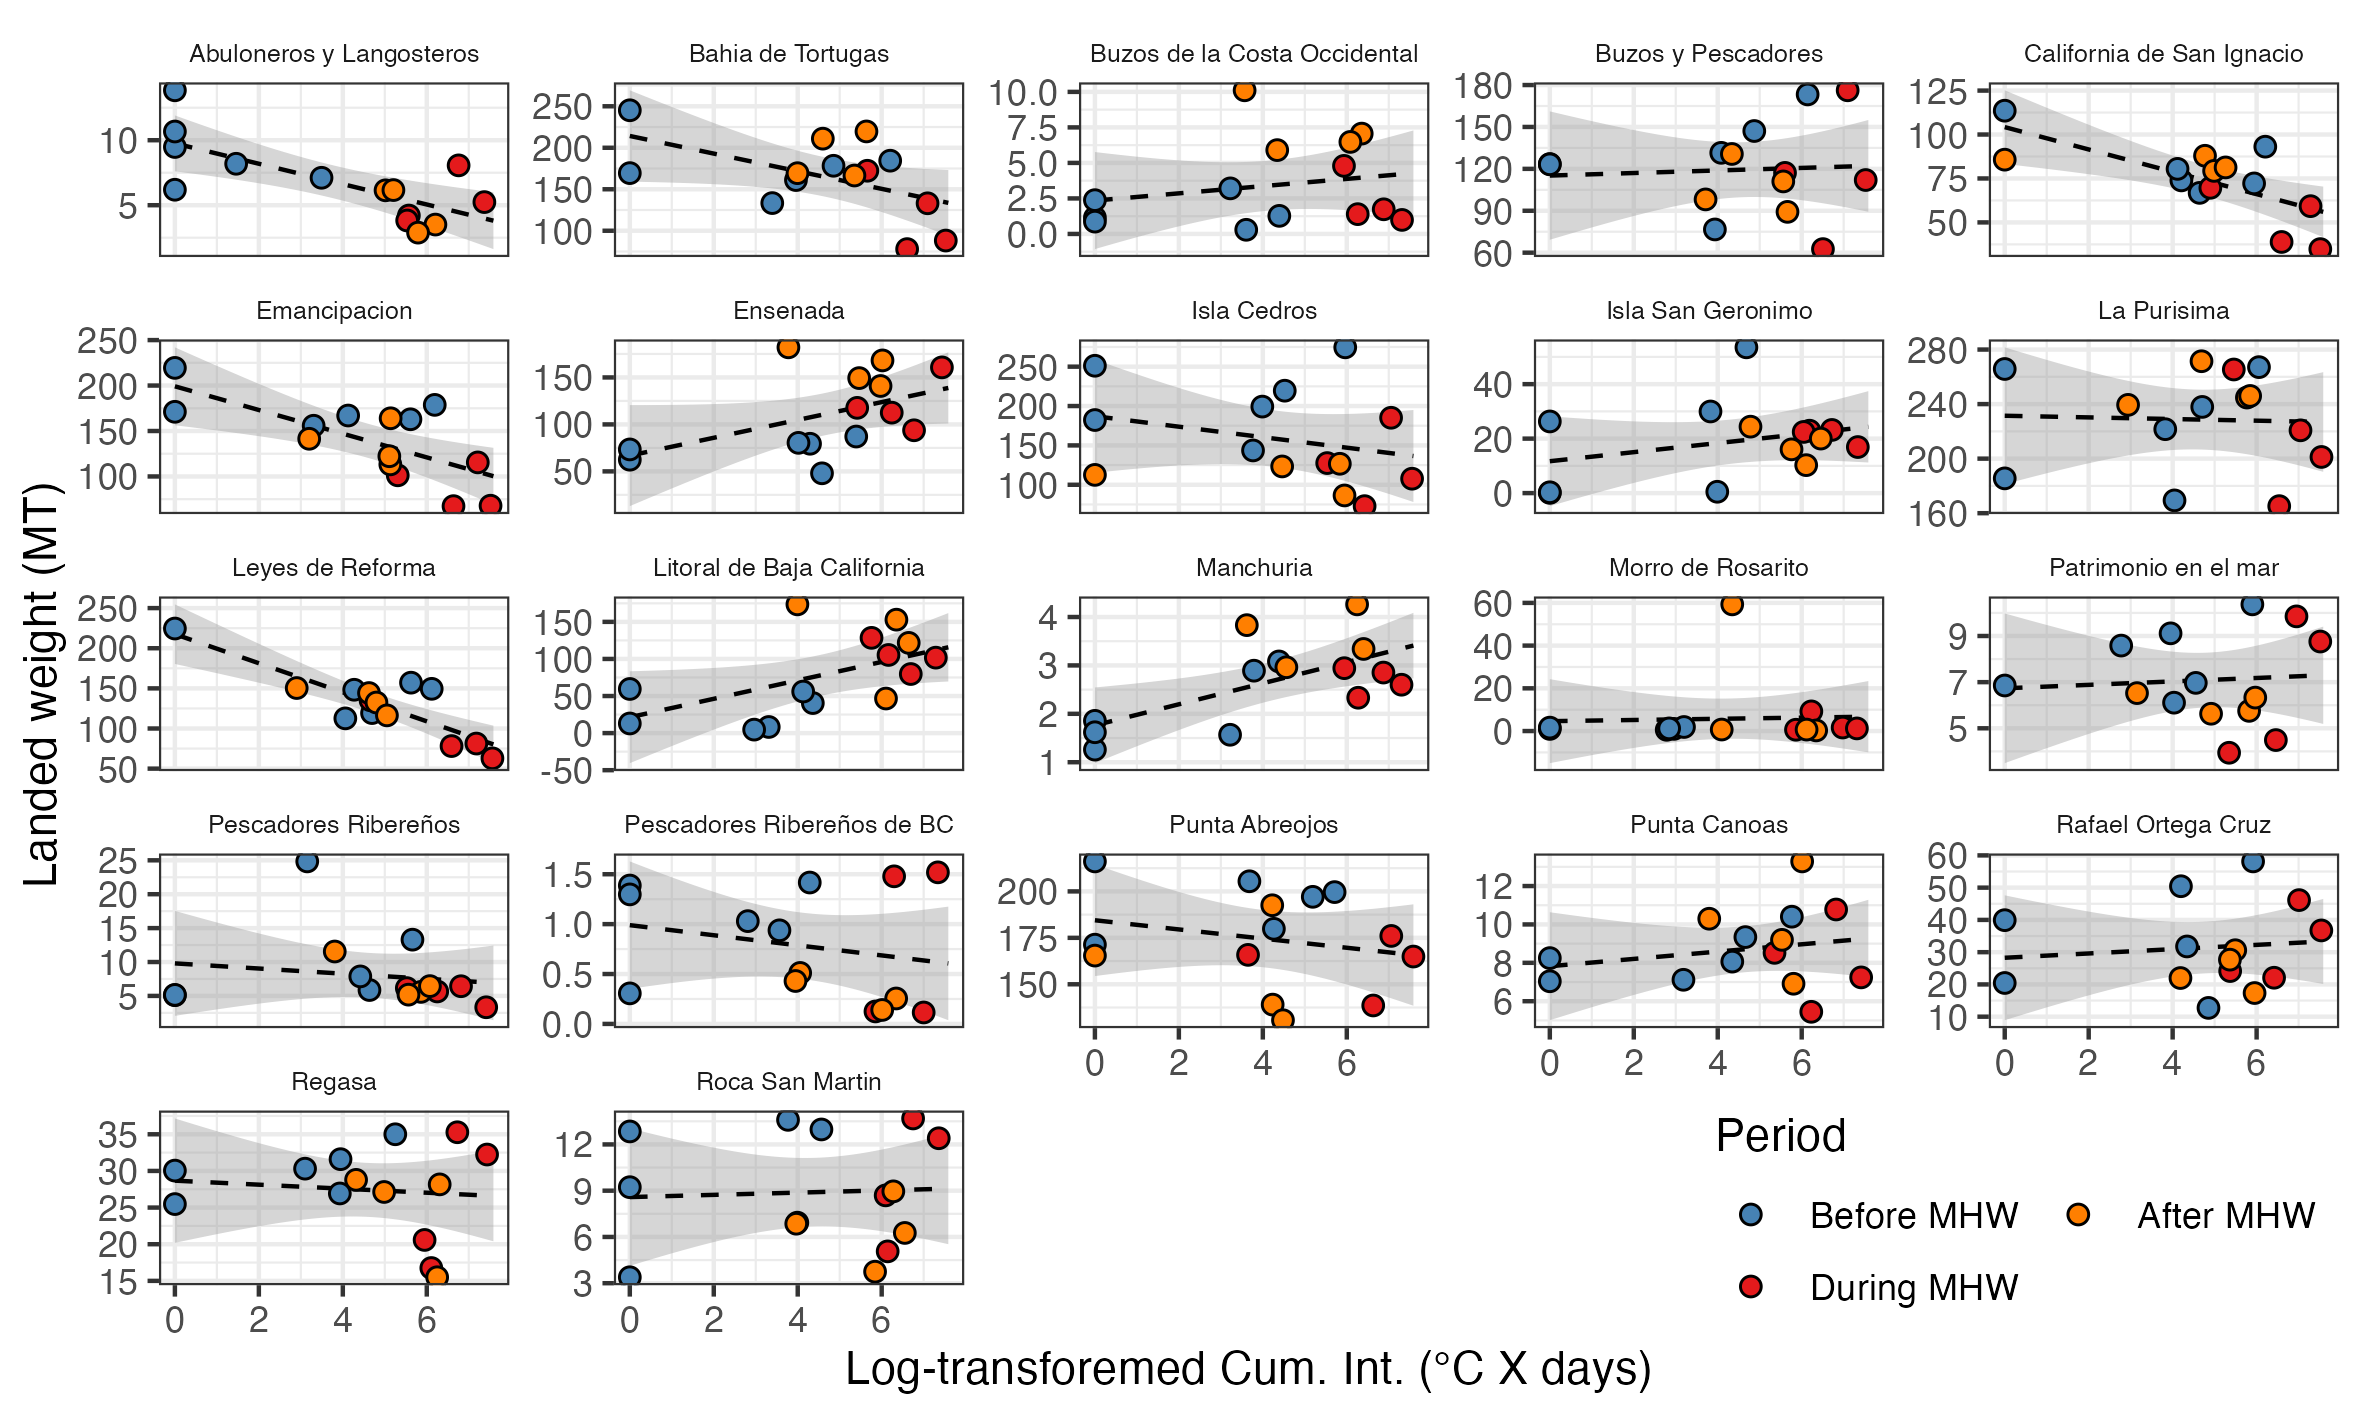 Abuloneros y Langosteros
Bahia de Tortugas
Buzos de la Costa Occidental
Buzos y Pescadores
California de San Ignacio
10
5
250
200
150
100
10.0
7.5
5.0
2.5
0.0
180
150
120
90
60
125
100
75
50
Emancipacion
Ensenada
Isla Cedros
Isla San Geronimo
La Purisima
250
200
150
100
150
100
50
250
200
150
100
40
20
0
280
240
200
160
Leyes de Reforma
Litoral de Baja California
Manchuria
Morro de Rosarito
Patrimonio en el mar
250
200
150
100
50
150
100
50
0
-50
4
3
2
1
60
40
20
0
9
7
5
Pescadores Ribereños
Pescadores Ribereños de BC
Punta Abreojos
Punta Canoas
Rafael Ortega Cruz
25
20
15
10
5
1.5
1.0
0.5
0.0
200
175
150
12
10
8
6
60
50
40
30
20
10
0 2 4 6
0 2 4 6
0 2 4 6
Regasa
Roca San Martin
35
30
25
20
15
12
9
6
3
0 2 4 6
0 2 4 6
Landed weight (MT)
Log-transforemed Cum. Int. (°C X days)
Period
Before MHW
After MHW
During MHW